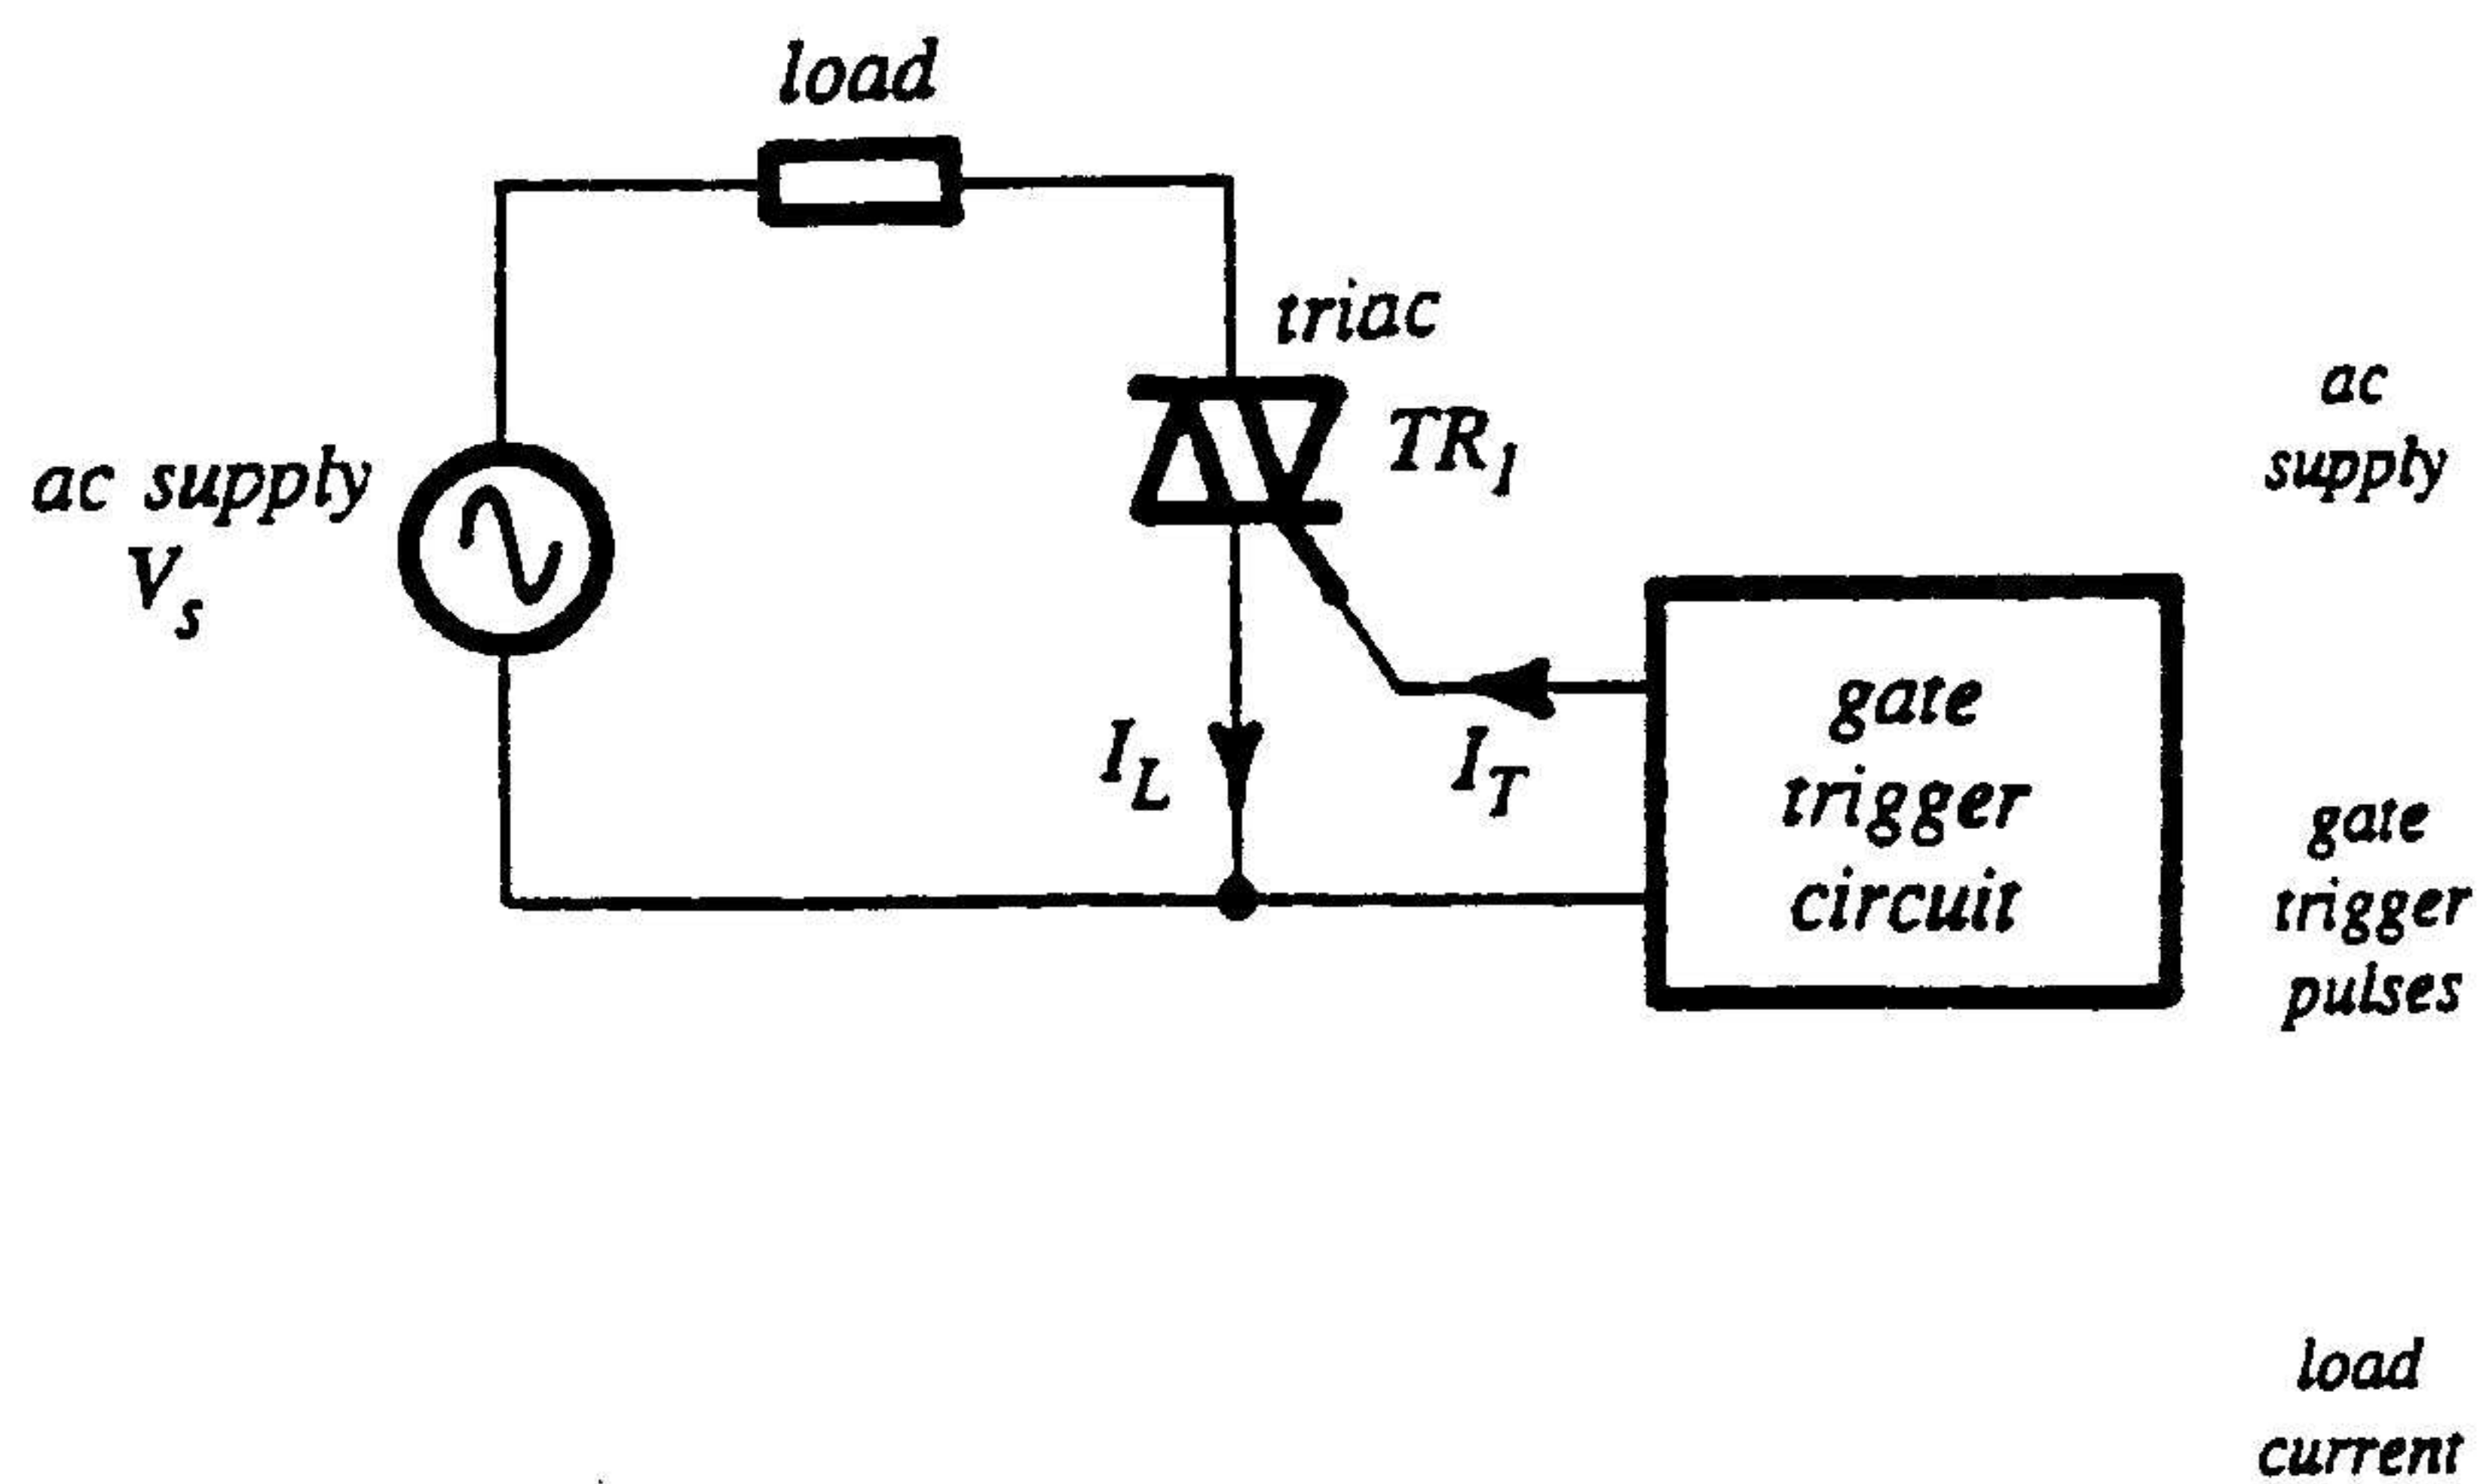 load
triac
TR1
ac supply
Vs
IL
IT
gate
trigger
circuit
ac
supply
gate
trigger
pulses
load
current